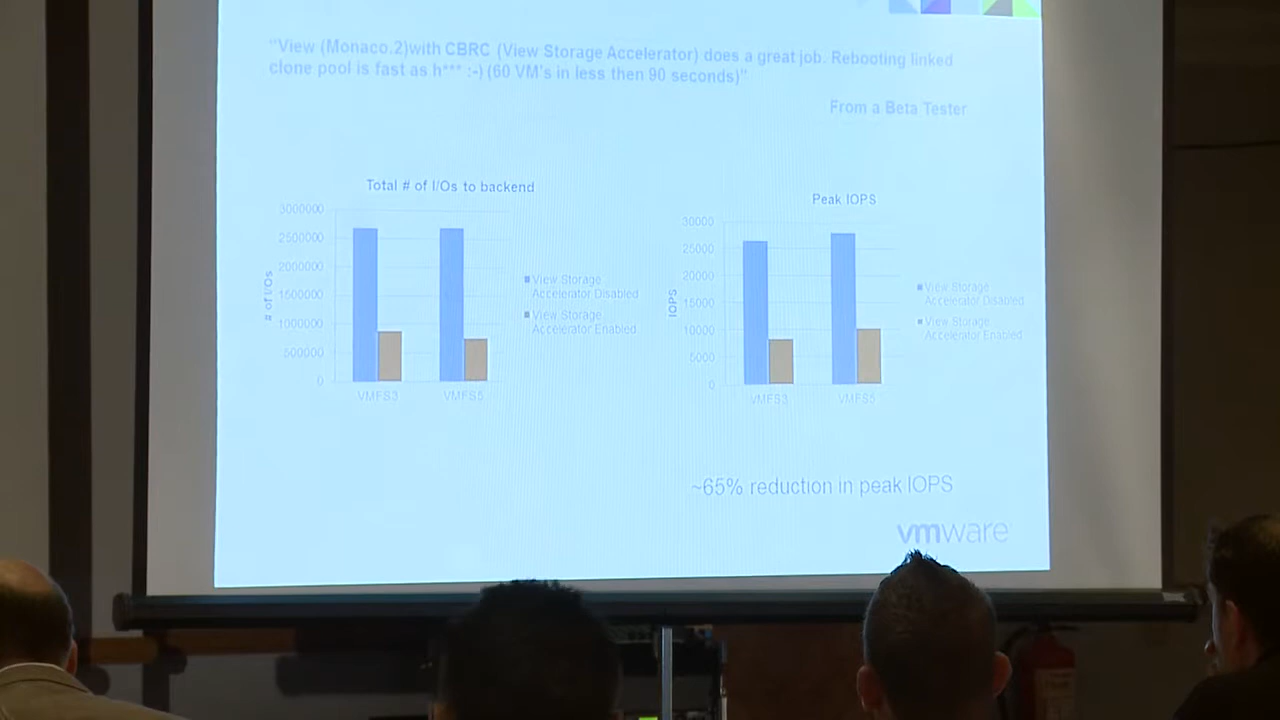 "View (Monaco.2)with CBRC (View Storage Accelerator) does a great job. Rebooting linked
clone pool is fast as h*** :-) (60 VM's in less then 90 seconds)"
From a Beta Tester
Total # of I/Os to backend
3000000
2500000
2000000
1500000
1000000
500000
0
# of I/Os
VMFS3
VMFS5
View Storage
Accelerator Disabled
View Storage
Accelerator Enabled
Peak IOPS
30000
25000
20000
15000
10000
5000
0
IOPS
VMFS3
VMFS5
View Storage
Accelerator Disabled
View Storage
Accelerator Enabled
~65% reduction in peak IOPS
vmware